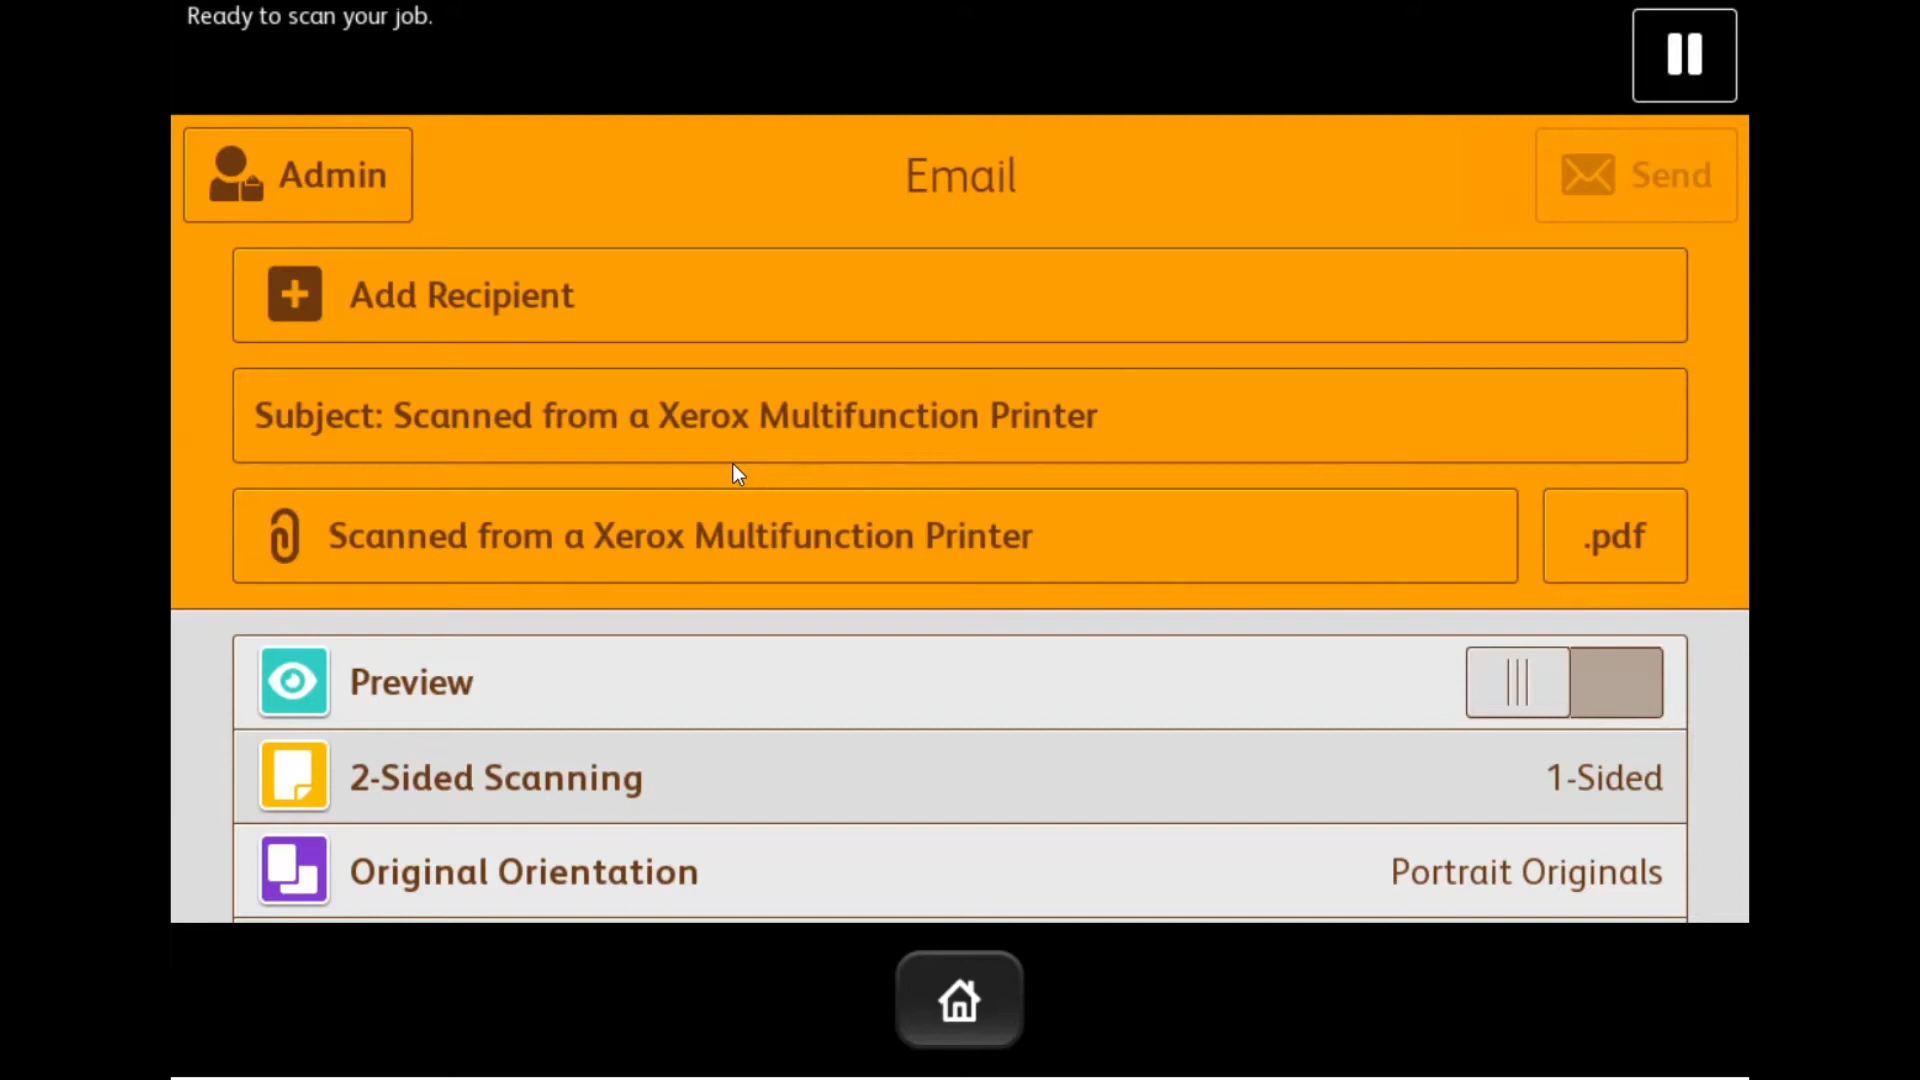 Ready to scan your job.
Admin
Email
Send
Add Recipient
Subject: Scanned from a Xerox Multifunction Printer
Scanned from a Xerox Multifunction Printer
.pdf
Preview
2-Sided Scanning
1-Sided
Original Orientation
Portrait Originals